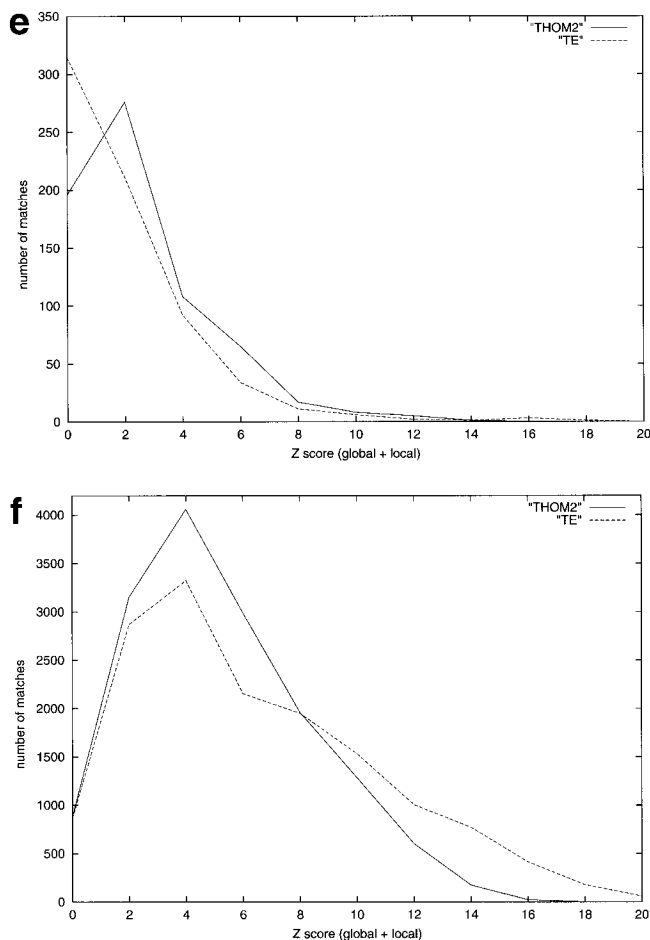 e
350
300
250
200
150
100
50
0
number of matches
"THOM2"
"TE"
0 2 4 6 8 10 12 14 16 18 20
Z score (global + local)
f
4000
3500
3000
2500
2000
1500
1000
500
0
number of matches
"THOM2"
"TE"
0 2 4 6 8 10 12 14 16 18 20
Z score (global + local)